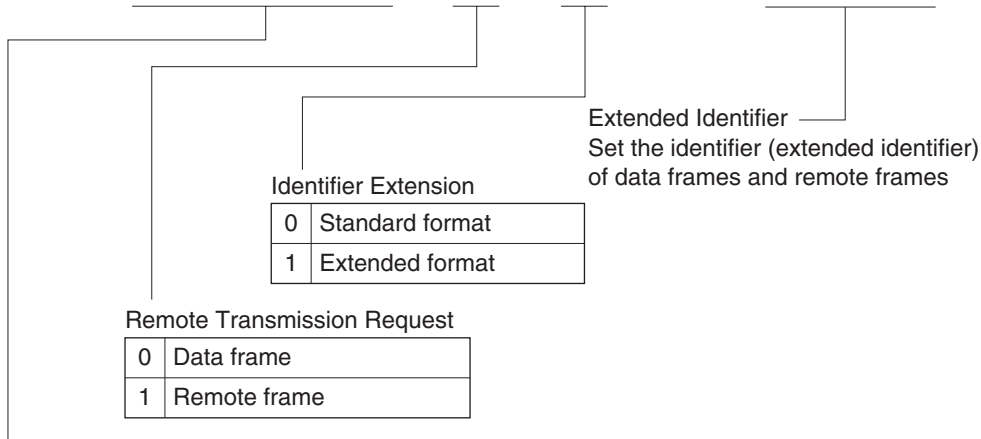 Extended Identifier
Set the identifier (extended identifier)
of data frames and remote frames
Identifier Extension
0 Standard format
1 Extended format
Remote Transmission Request
0 Data frame
1 Remote frame